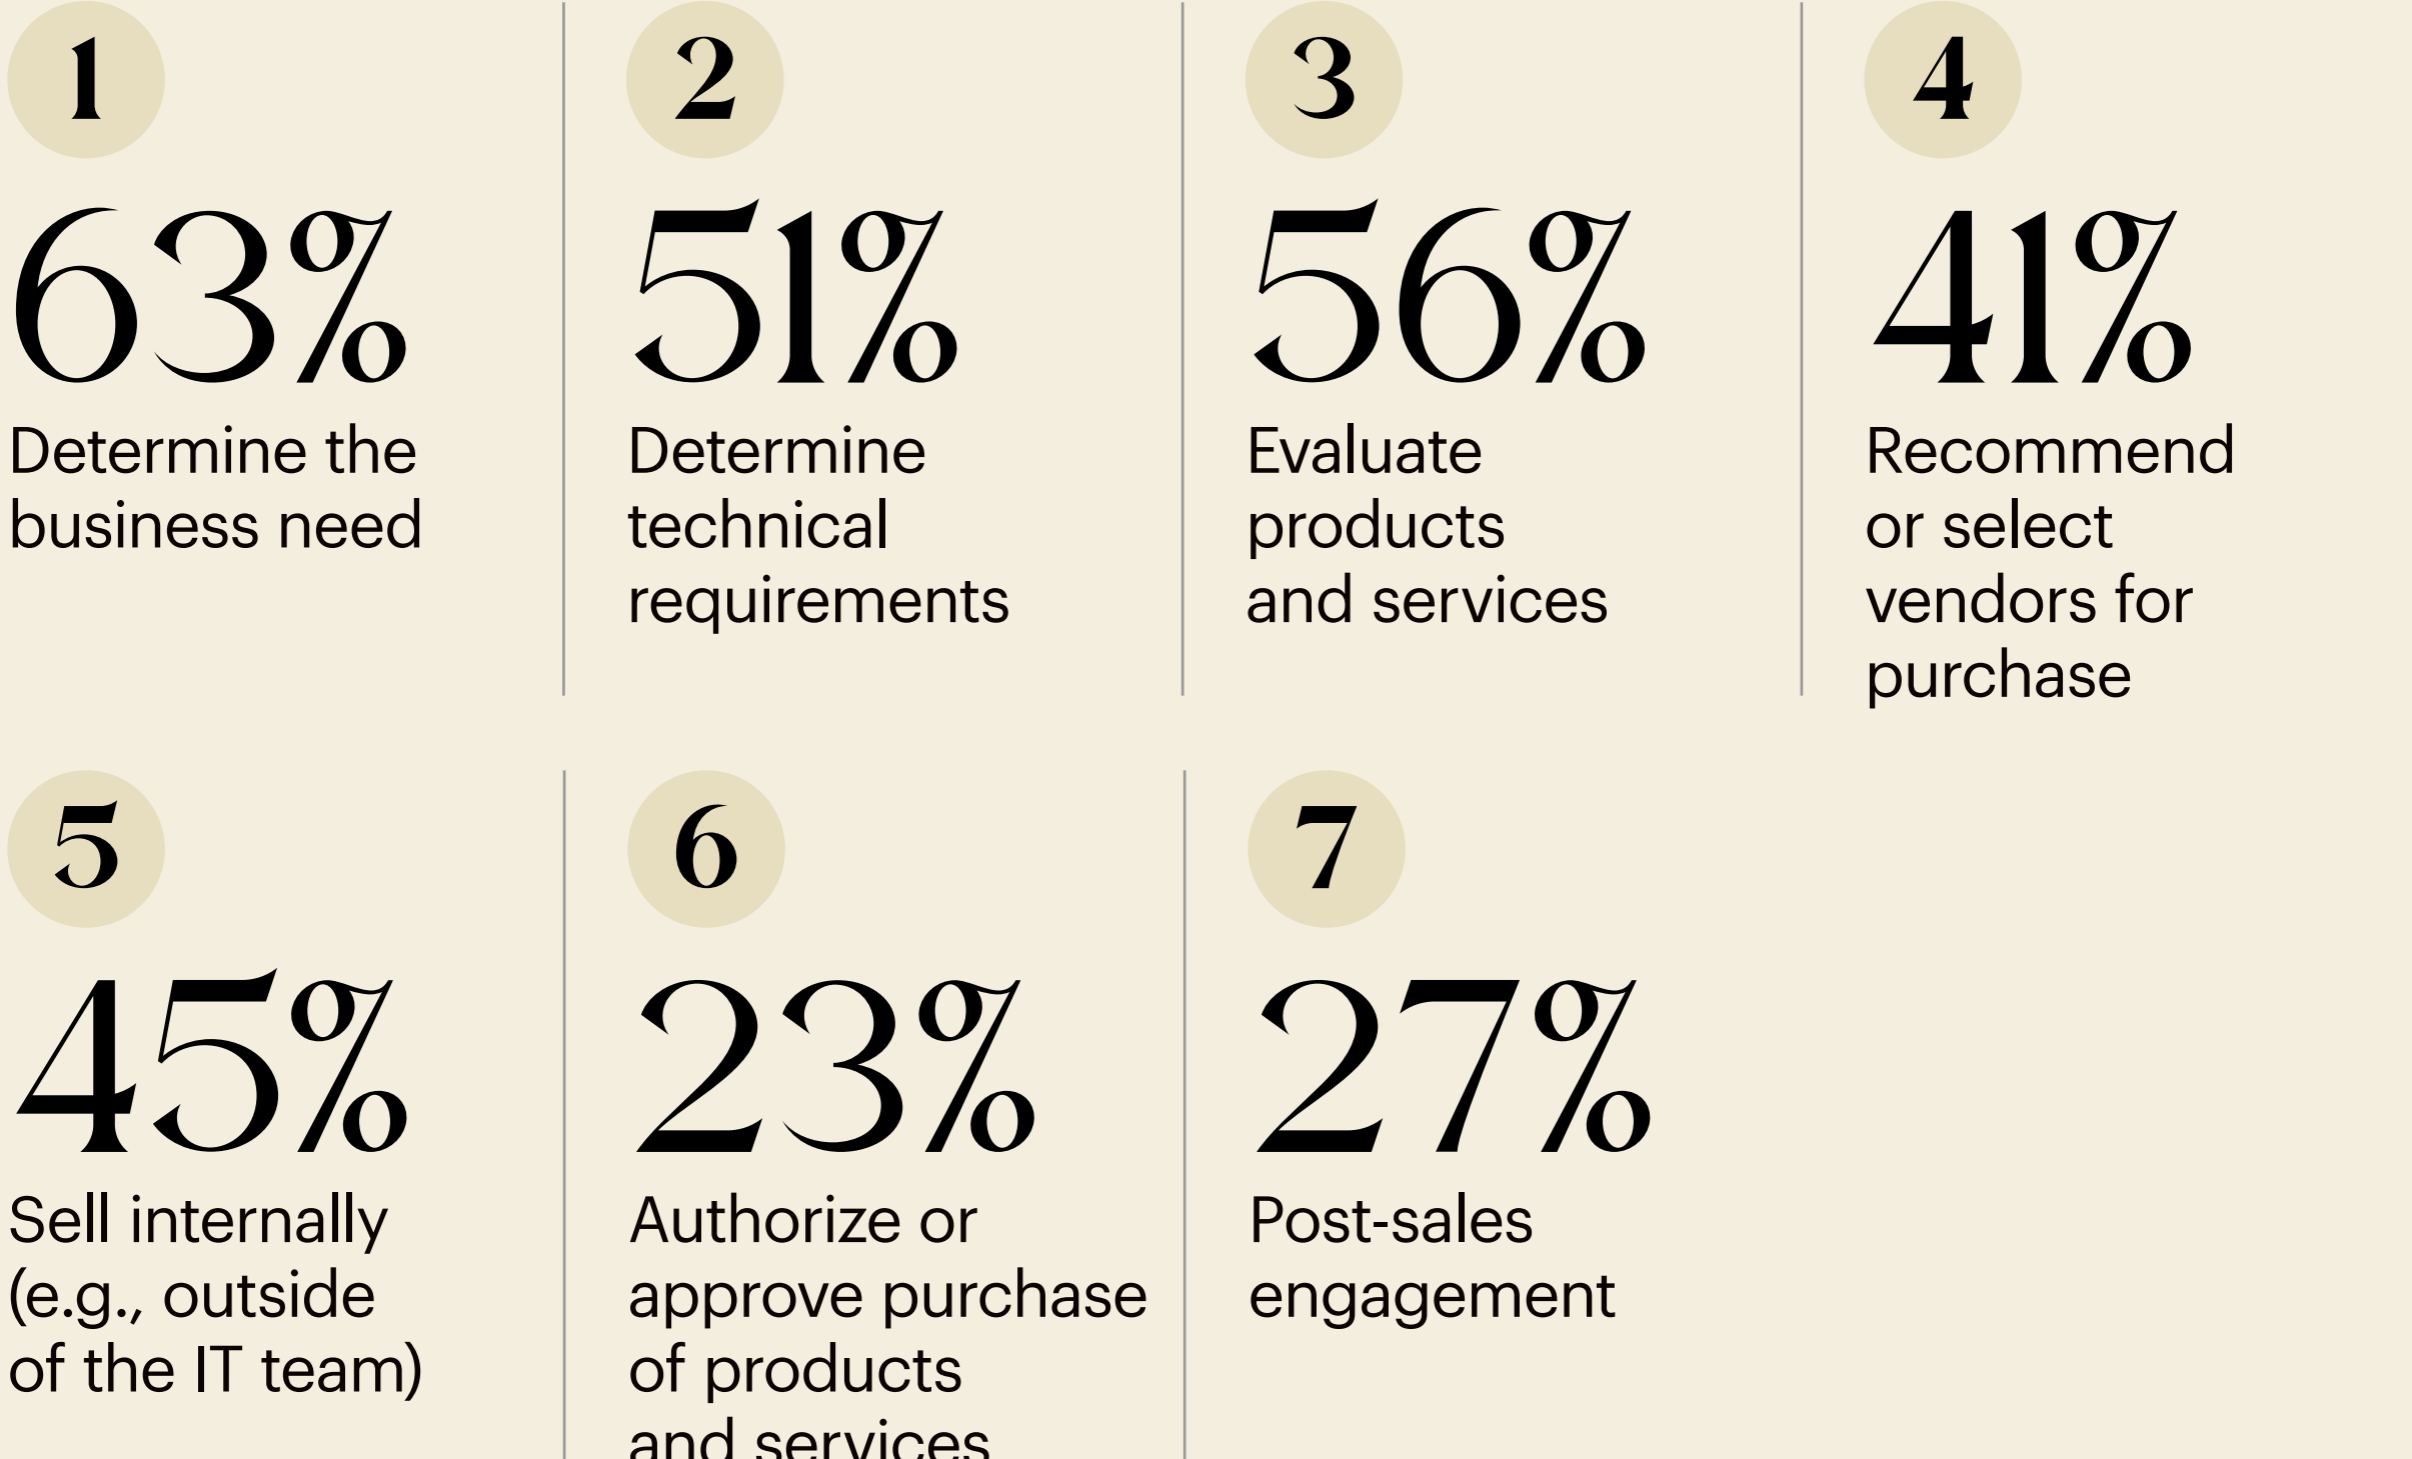 1
63%
Determine the
business need
2
51%
Determine
technical
requirements
3
56%
Evaluate
products
and services
4
41%
Recommend
or select
vendors for
purchase
5
45%
Sell internally
(e.g., outside
of the IT team)
6
23%
Authorize or
approve purchase
of products
and services
7
27%
Post-sales
engagement